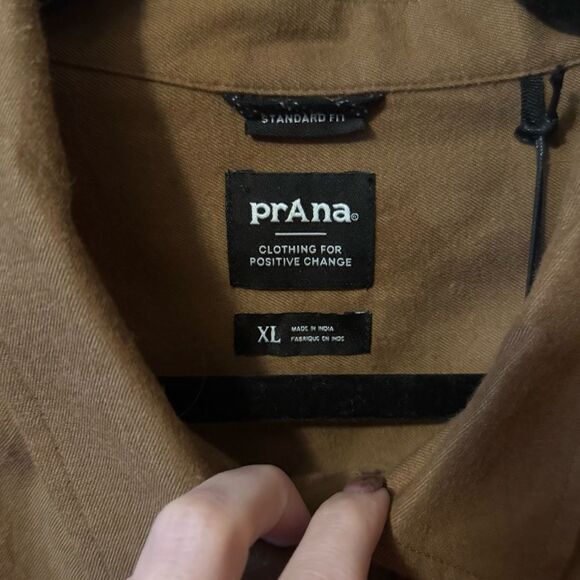 STANDARD FIT
prAna®
CLOTHING FOR
POSITIVE CHANGE
XL
MADE IN INDIA
FABRIQUE EN INDE